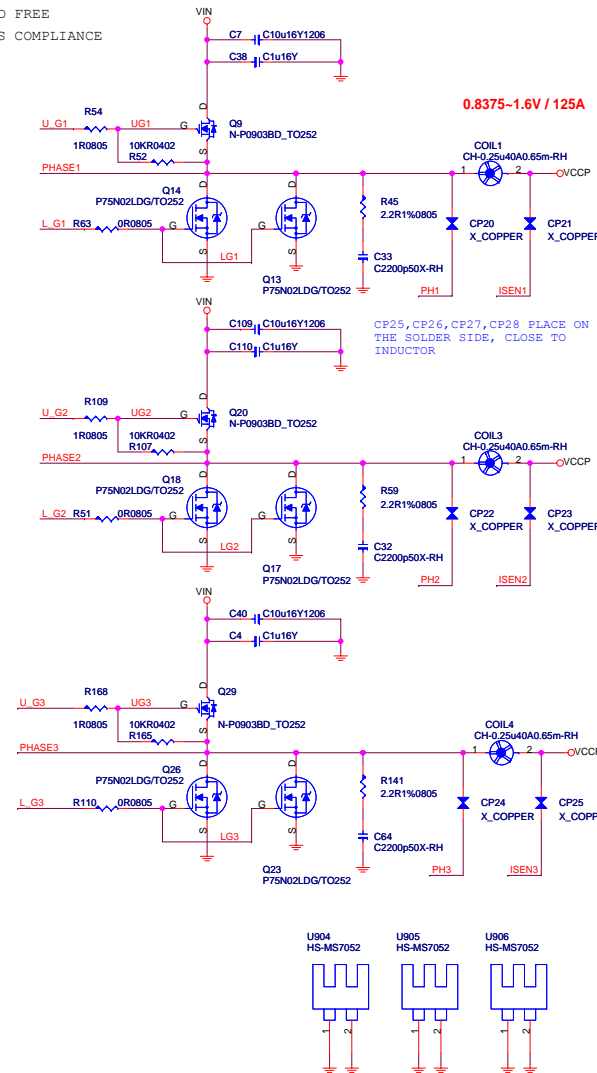 D FREE
S COMPLIANCE
VIN
C7 C10u16Y1206
C38 C1u16Y
0.8375~1.6V / 125A
R54
U_G1 UG1 G D S
Q9
N-P0903BD_TO252
1R0805 10KR0402
R52
COIL1
CH-0.25u40A0.65m-RH
PHASE1 1 2 VCCP
Q14 D D
P75N02LDG/TO252
R45
2.2R1%0805
L_G1 R63 0R0805 G G
CP20
X_COPPER
CP21
X_COPPER
S S
LG1
C33
C2200p50X-RH
Q13
P75N02LDG/TO252
PH1 ISEN1
VIN
C109 C10u16Y1206
C110 C1u16Y
CP25,CP26,CP27,CP28 PLACE ON
THE SOLDER SIDE, CLOSE TO
INDUCTOR
R109
U_G2 UG2 G D S
Q20
N-P0903BD_TO252
1R0805 10KR0402
R107
COIL3
CH-0.25u40A0.65m-RH
PHASE2 1 2 VCCP
Q18 D D
P75N02LDG/TO252
R59
2.2R1%0805
L_G2 R51 0R0805 G G
CP22
X_COPPER
CP23
X_COPPER
S S
LG2
C32
C2200p50X-RH
Q17
P75N02LDG/TO252
PH2 ISEN2
VIN
C40 C10u16Y1206
C4 C1u16Y
R168
U_G3 UG3 G D S
Q29
N-P0903BD_TO252
1R0805 10KR0402
R165
COIL4
CH-0.25u40A0.65m-RH
PHASE3 1 2 VCCP
Q26 D D
P75N02LDG/TO252
R141
2.2R1%0805
L_G3 R110 0R0805 G G
CP24
X_COPPER
CP25
X_COPPER
S S
LG3
C64
C2200p50X-RH
Q23
P75N02LDG/TO252
PH3 ISEN3
U904
HS-MS7052
U905
HS-MS7052
U906
HS-MS7052
1 2 1 2 1 2